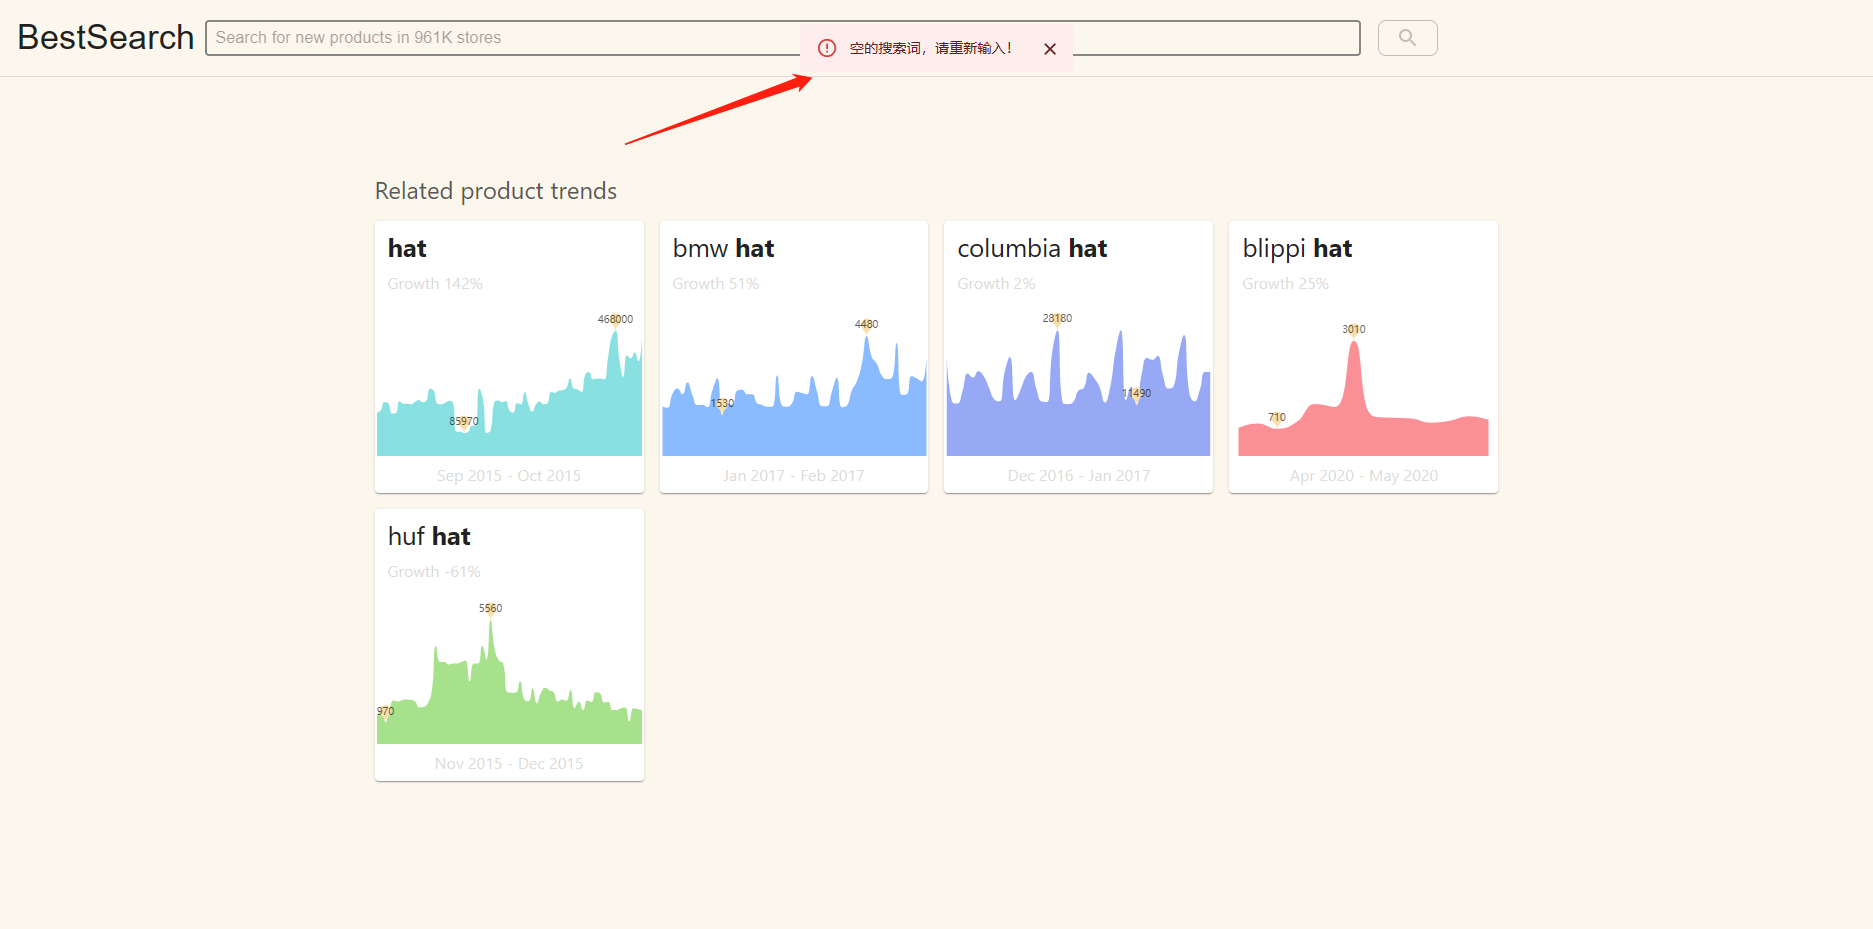 BestSearch
Search for new products in 961K stores
空的搜索词，请重新输入！
Related product trends
hat
Growth 142%
468000
85970
Sep 2015 - Oct 2015
bmw hat
Growth 51%
4480
1530
Jan 2017 - Feb 2017
columbia hat
Growth 2%
28180
11490
Dec 2016 - Jan 2017
blippi hat
Growth 25%
3010
710
Apr 2020 - May 2020
huf hat
Growth -61%
5560
970
Nov 2015 - Dec 2015